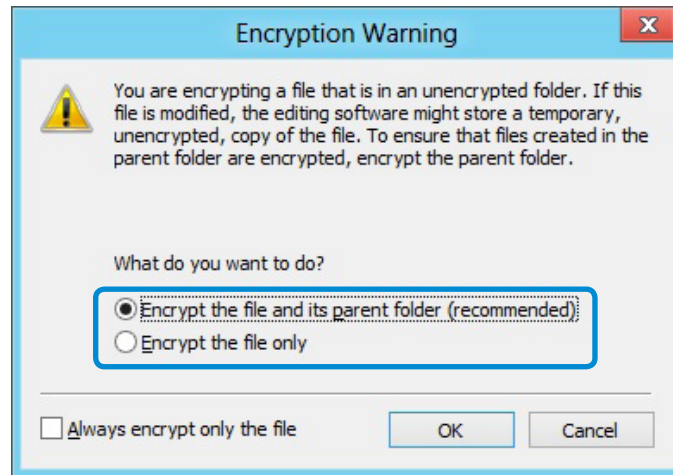 Encryption Warning
You are encrypting a file that is in an unencrypted folder. If this
file is modified, the editing software might store a temporary,
unencrypted, copy of the file. To ensure that files created in the
parent folder are encrypted, encrypt the parent folder.
What do you want to do?
Encrypt the file and its parent folder (recommended)
Encrypt the file only
Always encrypt only the file
OK
Cancel